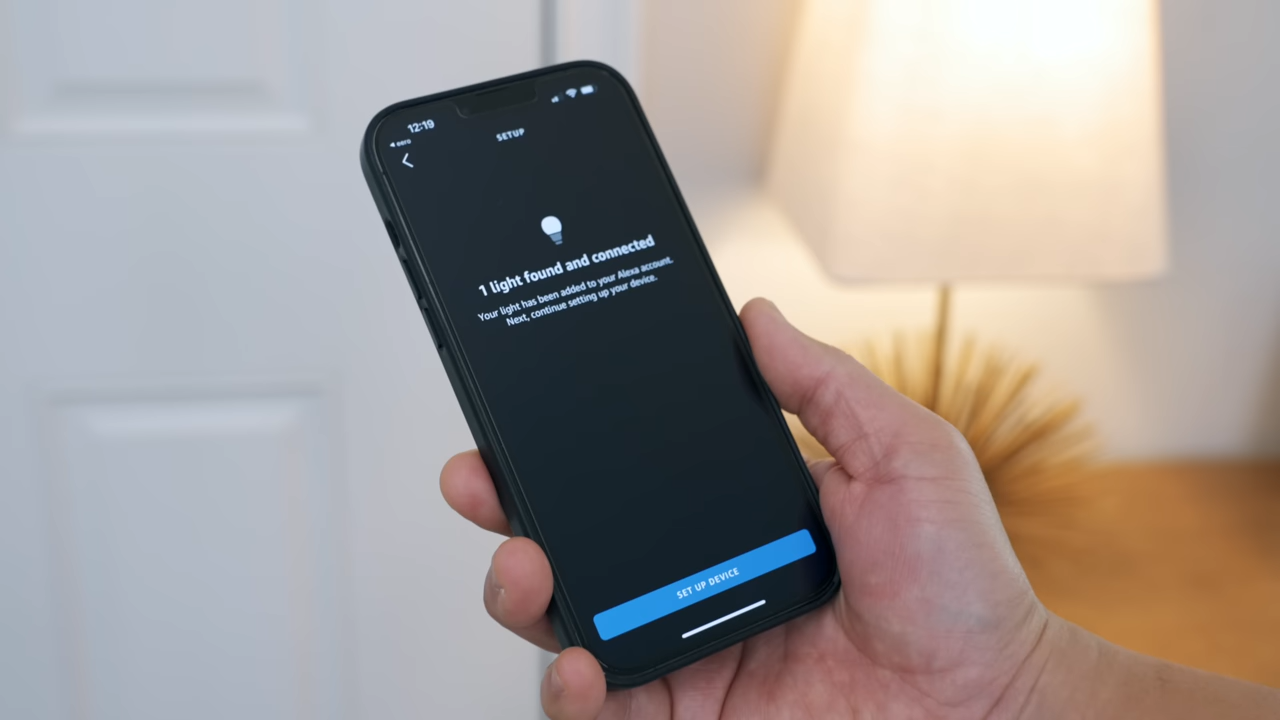 12:19
◀ eero
SETUP
1 light found and connected
Your light has been added to your Alexa account.
Next, continue setting up your device.
SET UP DEVICE